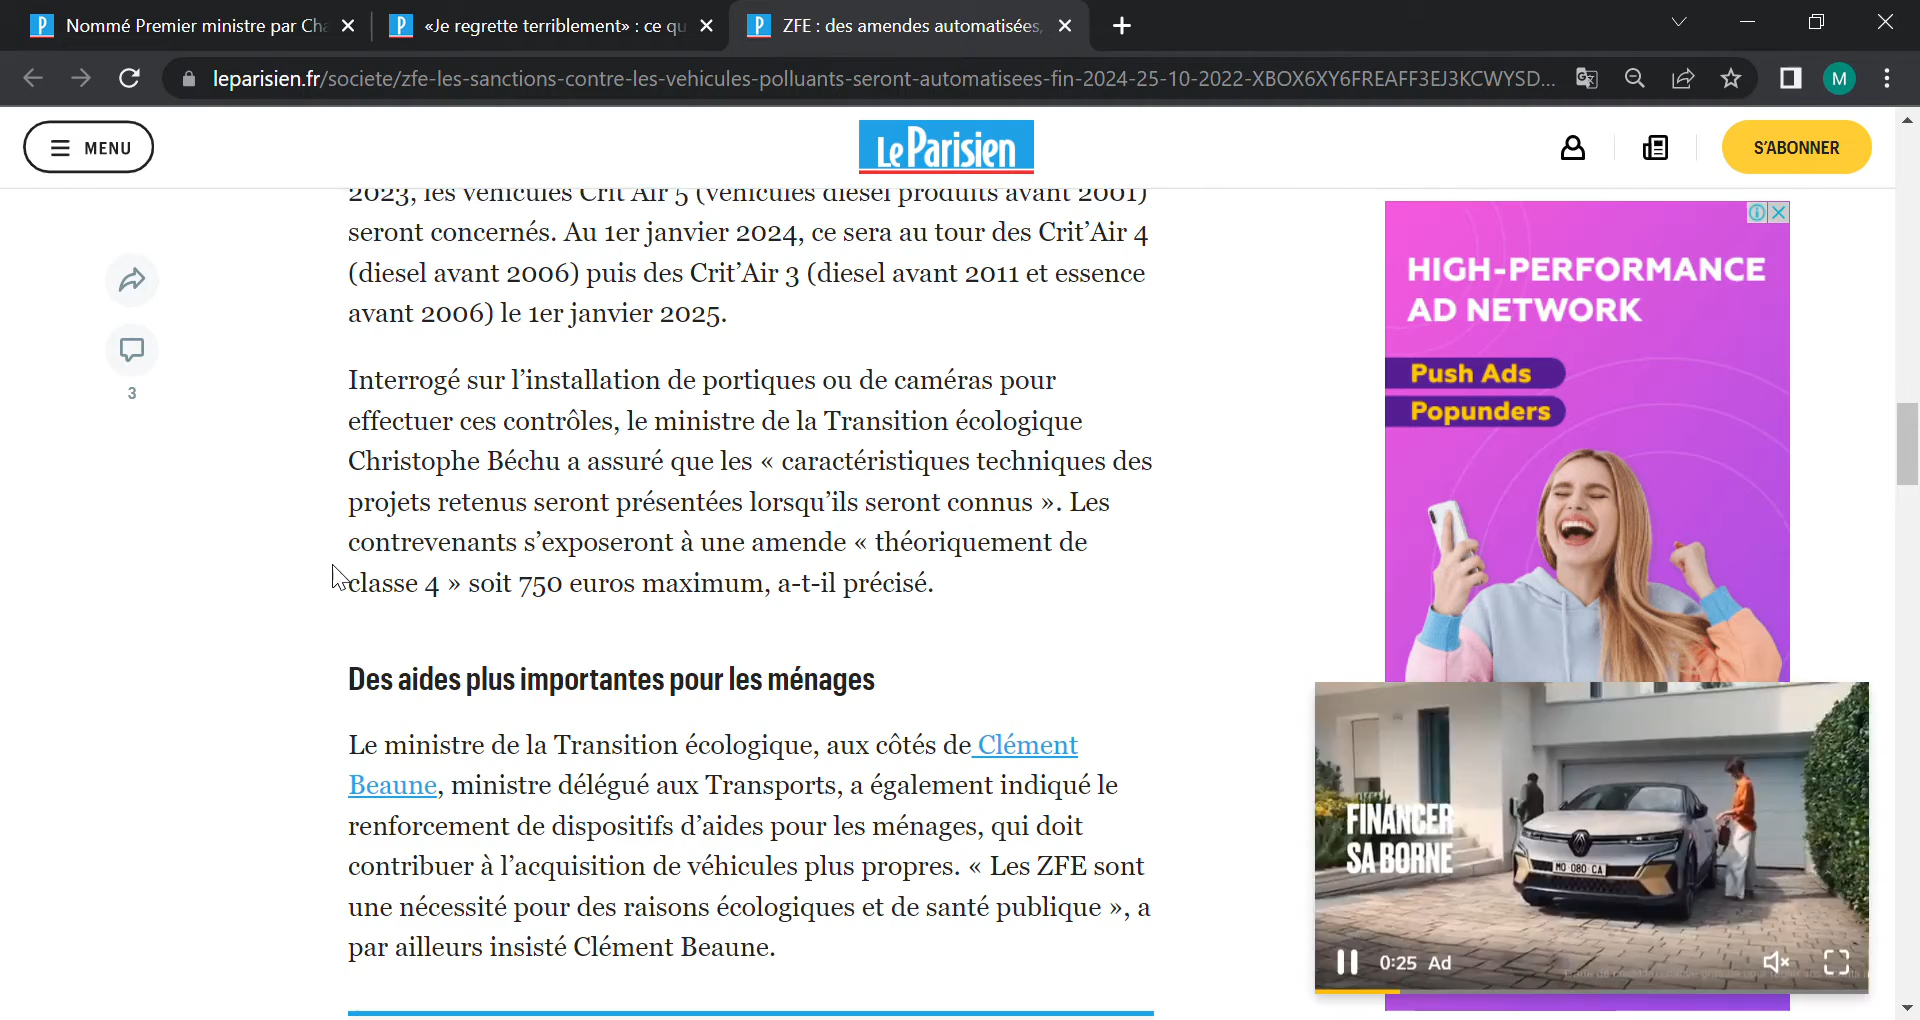 Nommé Premier ministre par Cha
«Je regrette terriblement» : ce qu
ZFE : des amendes automatisées,
leparisien.fr/societe/zfe-les-sanctions-contre-les-vehicules-polluants-seront-automatisees-fin-2024-25-10-2022-XBOX6XY6FREAFF3EJ3KCWYSD...
M
MENU
Le Parisien
S'ABONNER
2023, les véhicules Crit'Air 5 (véhicules diesel produits avant 2001)
seront concernés. Au 1er janvier 2024, ce sera au tour des Crit’Air 4
(diesel avant 2006) puis des Crit’Air 3 (diesel avant 2011 et essence
avant 2006) le 1er janvier 2025.
3
Interrogé sur l’installation de portiques ou de caméras pour
effectuer ces contrôles, le ministre de la Transition écologique
Christophe Béchu a assuré que les « caractéristiques techniques des
projets retenus seront présentées lorsqu’ils seront connus ». Les
contrevenants s’exposeront à une amende « théoriquement de
classe 4 » soit 750 euros maximum, a-t-il précisé.
Des aides plus importantes pour les ménages
Le ministre de la Transition écologique, aux côtés de Clément
Beaune, ministre délégué aux Transports, a également indiqué le
renforcement de dispositifs d’aides pour les ménages, qui doit
contribuer à l’acquisition de véhicules plus propres. « Les ZFE sont
une nécessité pour des raisons écologiques et de santé publique », a
par ailleurs insisté Clément Beaune.
HIGH-PERFORMANCE
AD NETWORK
Push Ads
Popunders
FINANCER
SA BORNE
MO 080 CA
0:25 Ad